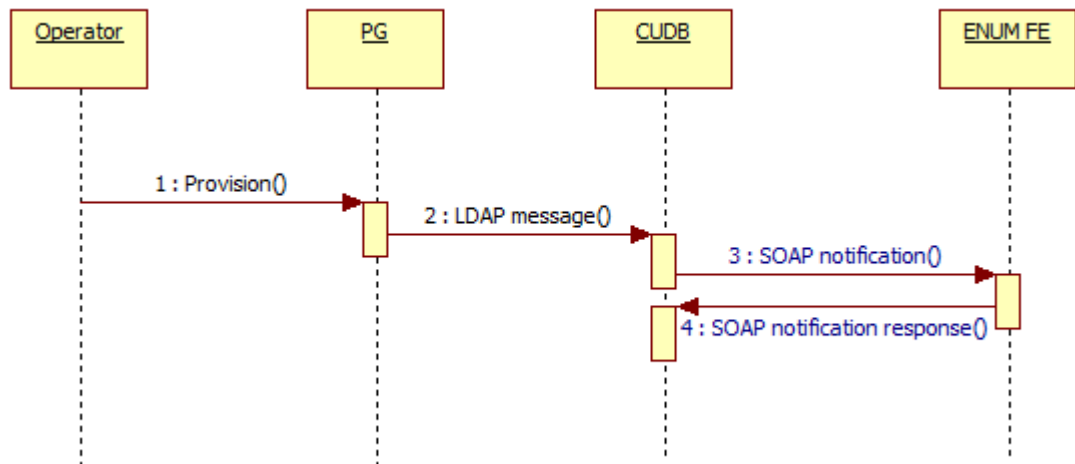 Operator
PG
CUDB
ENUM FE
1 : Provision()
2 : LDAP message()
3 : SOAP notification()
4 : SOAP notification response()